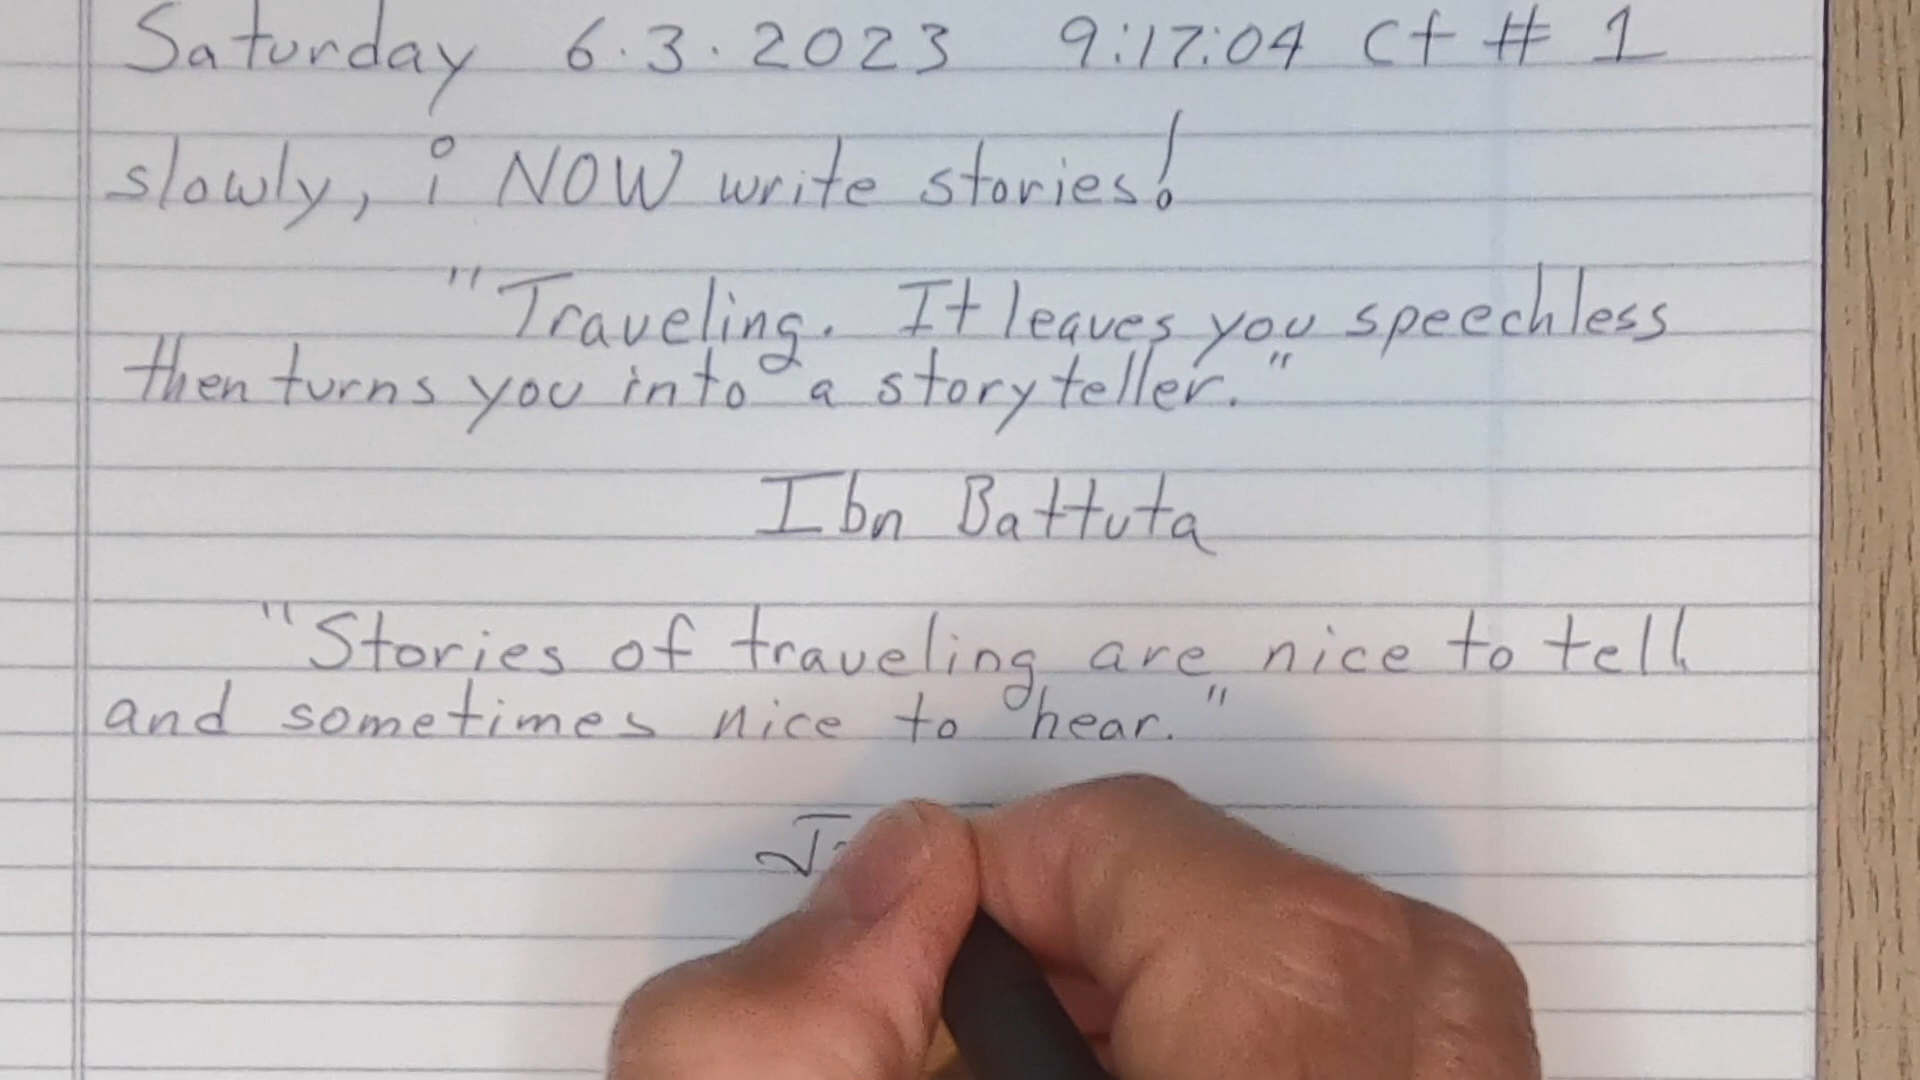 Saturday 6.3.2023 9:17:04 Ct # 1
slowly, i NOW write stories!
"Traveling. It leaves you speechless
then turns you into a storyteller."
Ibn Battuta
"Stories of traveling are nice to tell
and sometimes nice to hear."